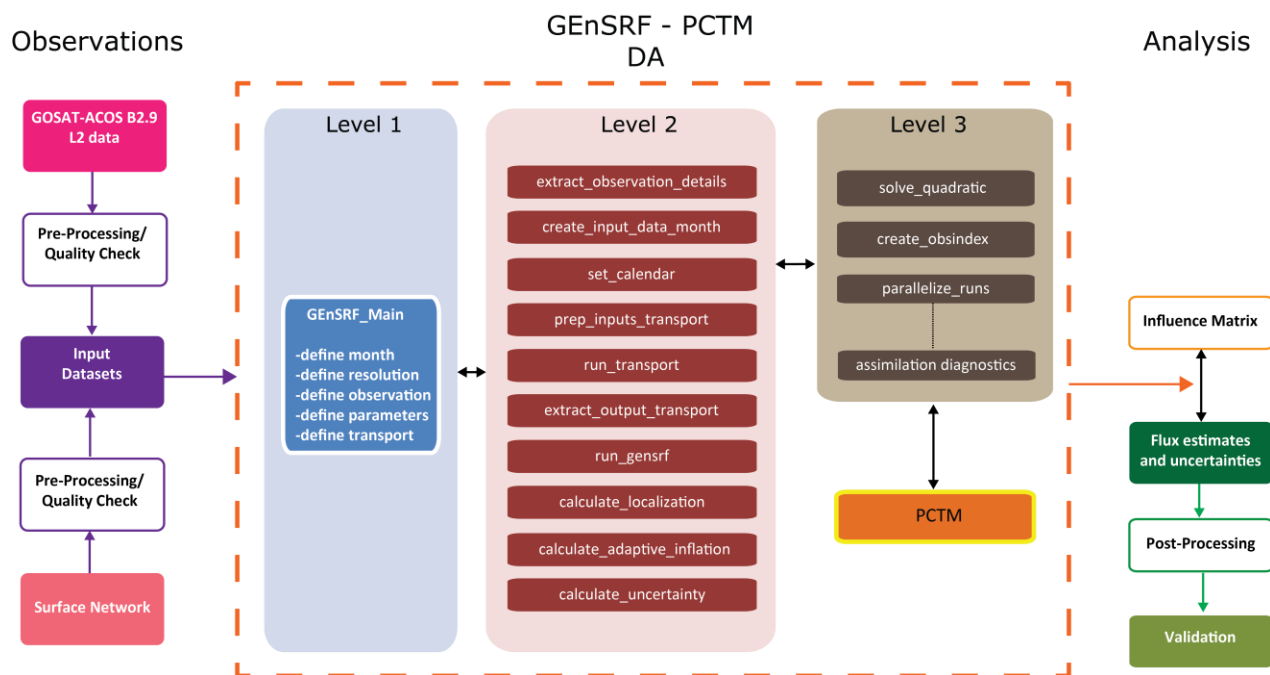 Observations
GEnSRF - PCTM
DA
Analysis
GOSAT-ACOS B2.9
L2 data
Pre-Processing/
Quality Check
Input
Datasets
Pre-Processing/
Quality Check
Surface Network
Level 1
GEnSRF_Main
-define month
-define resolution
-define observation
-define parameters
-define transport
Level 2
extract_observation_details
create_input_data_month
set_calendar
prep_inputs_transport
run_transport
extract_output_transport
run_gensrf
calculate_localization
calculate_adaptive_inflation
calculate_uncertainty
Level 3
solve_quadratic
create_obsindex
parallelize_runs
assimilation diagnostics
PCTM
Influence Matrix
Flux estimates
and uncertainties
Post-Processing
Validation